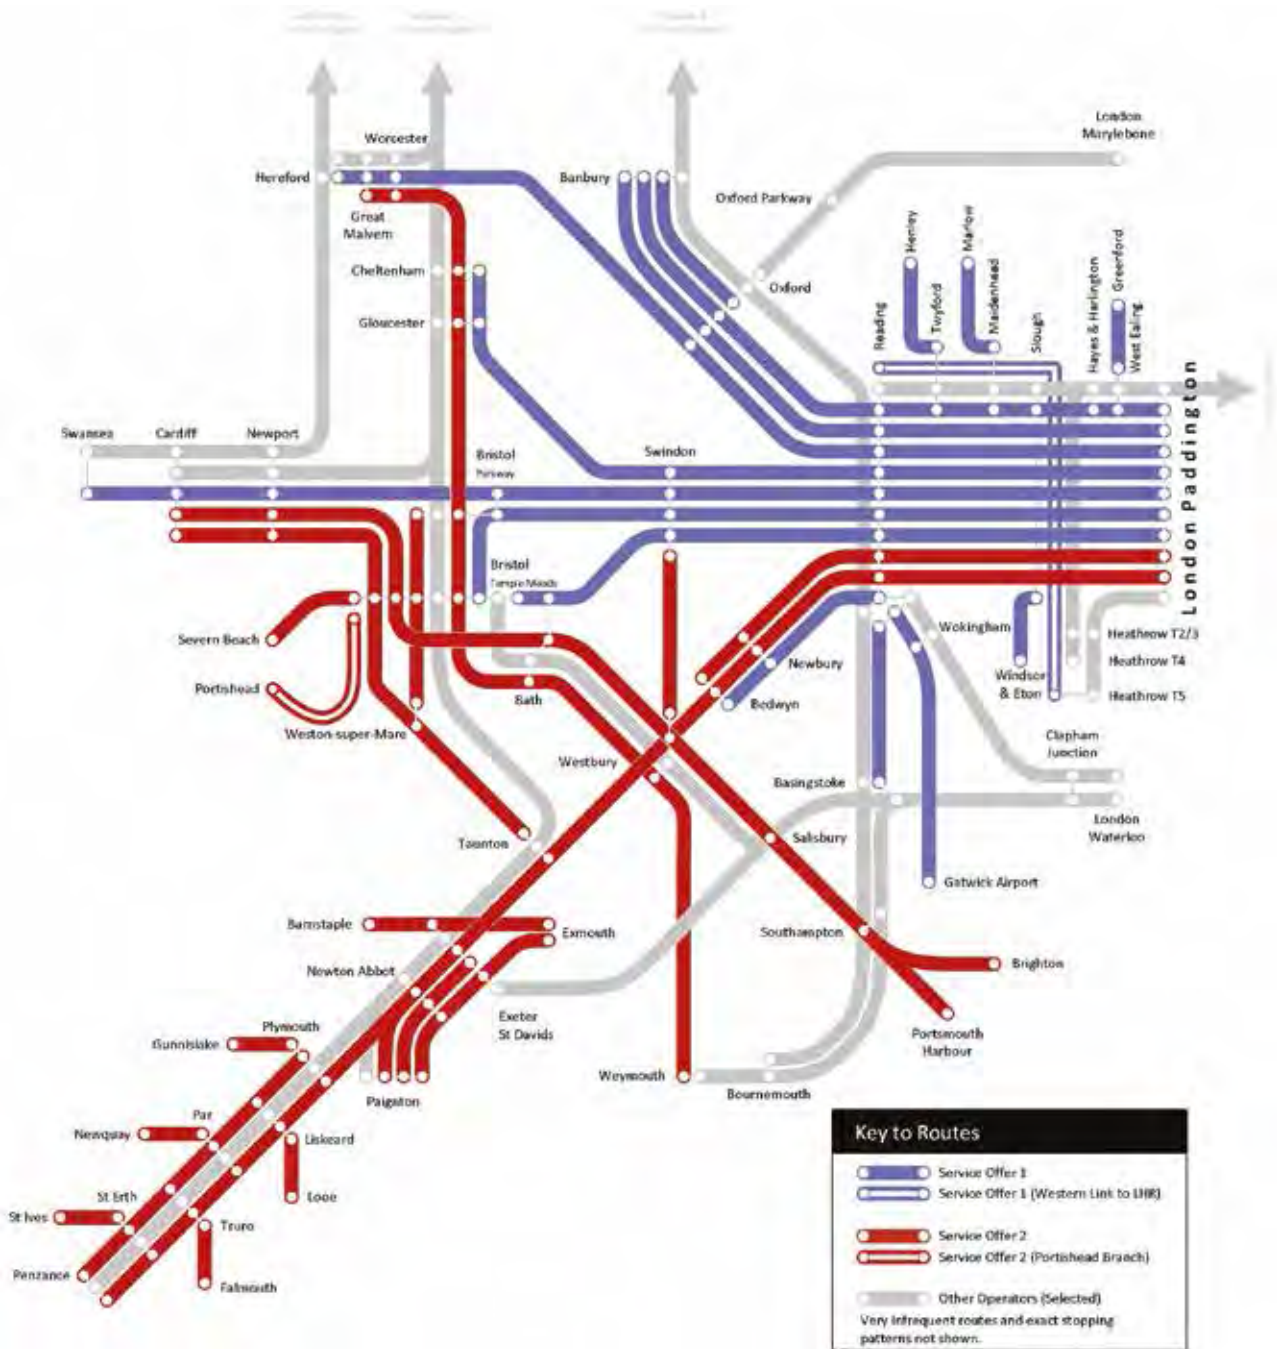 London
Marylebone
Worcester
Hereford
Banbury
Oxford Parkway
Great
Malvern
Henley
Marlow
Cheltenham
Oxford
Gloucester
Reading
Twyford
Maidenhead
Slough
Hayes & Harlington
Greenford
West Ealing
London Paddington
Swansea
Cardiff
Newport
Bristol
Parkway
Swindon
Bristol
Temple Meads
Severn Beach
Wokingham
Heathrow T2/3
Newbury
Heathrow T4
Portishead
Bath
Windsor
& Eton
Heathrow T5
Bedwyn
Weston-super-Mare
Clapham
Junction
Westbury
Basingstoke
London
Waterloo
Taunton
Salisbury
Gatwick Airport
Barnstaple
Exmouth
Southampton
Brighton
Newton Abbot
Exeter
St Davids
Plymouth
Gunnislake
Portsmouth
Harbour
Weymouth
Bournemouth
Paignton
Par
Newquay
Liskeard
Looe
St Erth
St Ives
Truro
Penzance
Falmouth
Key to Routes
Service Offer 1
Service Offer 1 (Western Link to LHR)
Service Offer 2
Service Offer 2 (Portishead Branch)
Other Operators (Selected)
Very infrequent routes and exact stopping
patterns not shown.